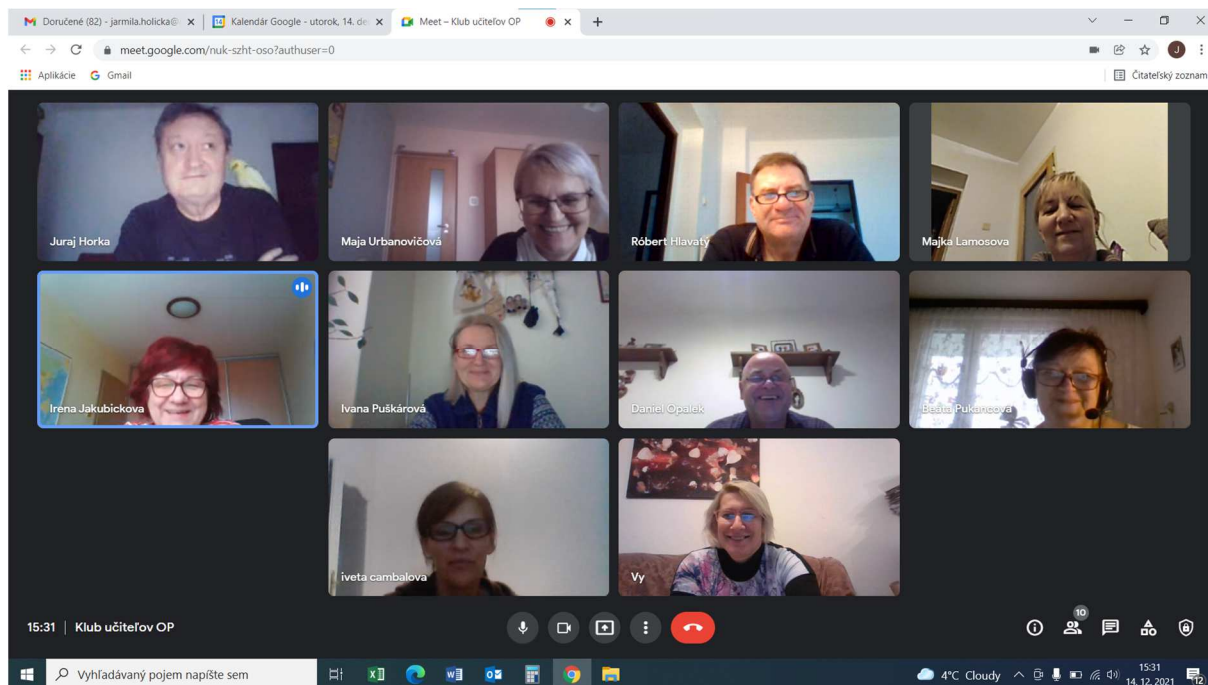 Doručené (82) - jarmila.holicka@
Kalendár Google - utorok, 14. de
Meet – Klub učiteľov OP
meet.google.com/nuk-szht-oso?authuser=0
J
Aplikácie
Gmail
Čitateľský zoznam
Juraj Horka
Maja Urbanovičová
Róbert Hlavatý
Majka Lamosova
Irena Jakubickova
Ivana Puškárová
Daniel Opalek
Beáta Pukancová
iveta cambalova
Vy
15:31 | Klub učiteľov OP
10
Vyhľadávaný pojem napíšte sem
4°C Cloudy
15:31
14. 12. 2021
12